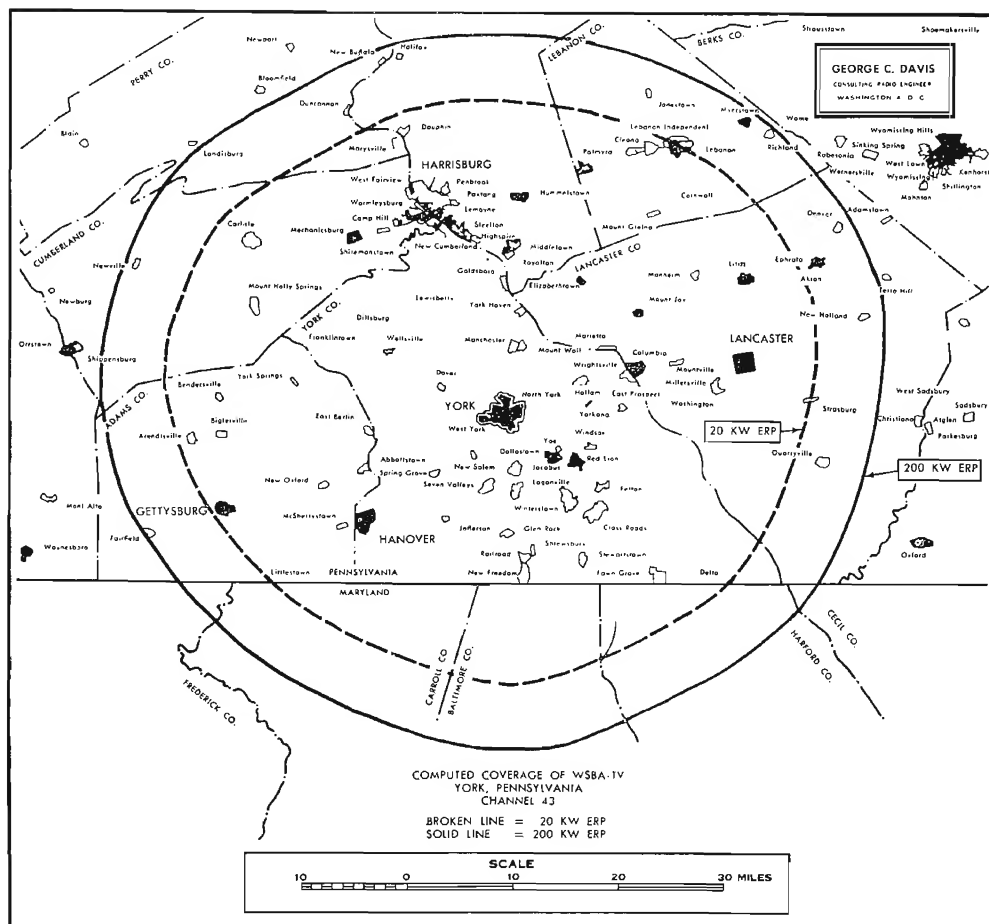 Newport
New Buffalo
Halifax
LEBANON CO.
BERKS CO.
Strausstown
Shoemakersville
PERRY CO.
Bloomfield
Duncannon
Jonestown
Myerstown
GEORGE C. DAVIS
CONSULTING RADIO ENGINEER
WASHINGTON 4 D C
Blain
Landisburg
Dauphin
Marysville
Lebanon Independent
Cleona
Lebanon
Palmyra
Richland
Robesonia
Sinking Spring
Wyomissing Hills
West Lawn
Wyomissing
Kenhorst
Shillington
Mohnton
Wernersville
HARRISBURG
West Fairview
Penbrook
Paxtang
Hummelstown
Wormleysburg
Lemoyne
Camp Hill
Steelton
Highspire
Mechanicsburg
Shiremanstown
New Cumberland
Middletown
Royalton
Cornwall
Mount Gretna
Denver
Adamstown
CUMBERLAND CO.
Carlisle
Newville
Goldsboro
LANCASTER CO
Elizabethtown
Manheim
Lititz
Ephrata
Akron
Terre Hill
Newburg
Mount Holly Springs
YORK CO.
Lewisberry
York Haven
Mount Joy
New Holland
Dillsburg
Franklintown
Wellsville
Manchester
Mount Wolf
Marietta
Columbia
LANCASTER
Orrstown
Shippensburg
Wrightsville
Mountville
Millersville
Bendersville
York Springs
Dover
Hallam
East Prospect
Washington
ADAMS CO.
North York
YORK
Yorkana
West York
Strasburg
West Sadsbury
Christiana
Atglen
Sadsbury
Parkesburg
Biglerville
East Berlin
Arendtsville
Windsor
Yoe
Dallastown
Red Lion
20 KW ERP
Quarryville
200 KW ERP
Abbottstown
Spring Grove
New Salem
Jacobus
Seven Valleys
Loganville
Felton
New Oxford
Winterstown
Mont Alto
GETTYSBURG
McSherrystown
HANOVER
Jefferson
Glen Rock
Cross Roads
Waynesboro
Fairfield
Shrewsbury
Railroad
Stewartstown
Oxford
Littlestown
PENNSYLVANIA
New Freedom
Fawn Grove
Delta
MARYLAND
FREDERICK CO.
CARROLL CO
BALTIMORE CO.
HARFORD CO.
CECIL CO.
COMPUTED COVERAGE OF WSBA-TV
YORK, PENNSYLVANIA
CHANNEL 43
BROKEN LINE = 20 KW ERP
SOLID LINE = 200 KW ERP
SCALE
10 0 10 20 30 MILES